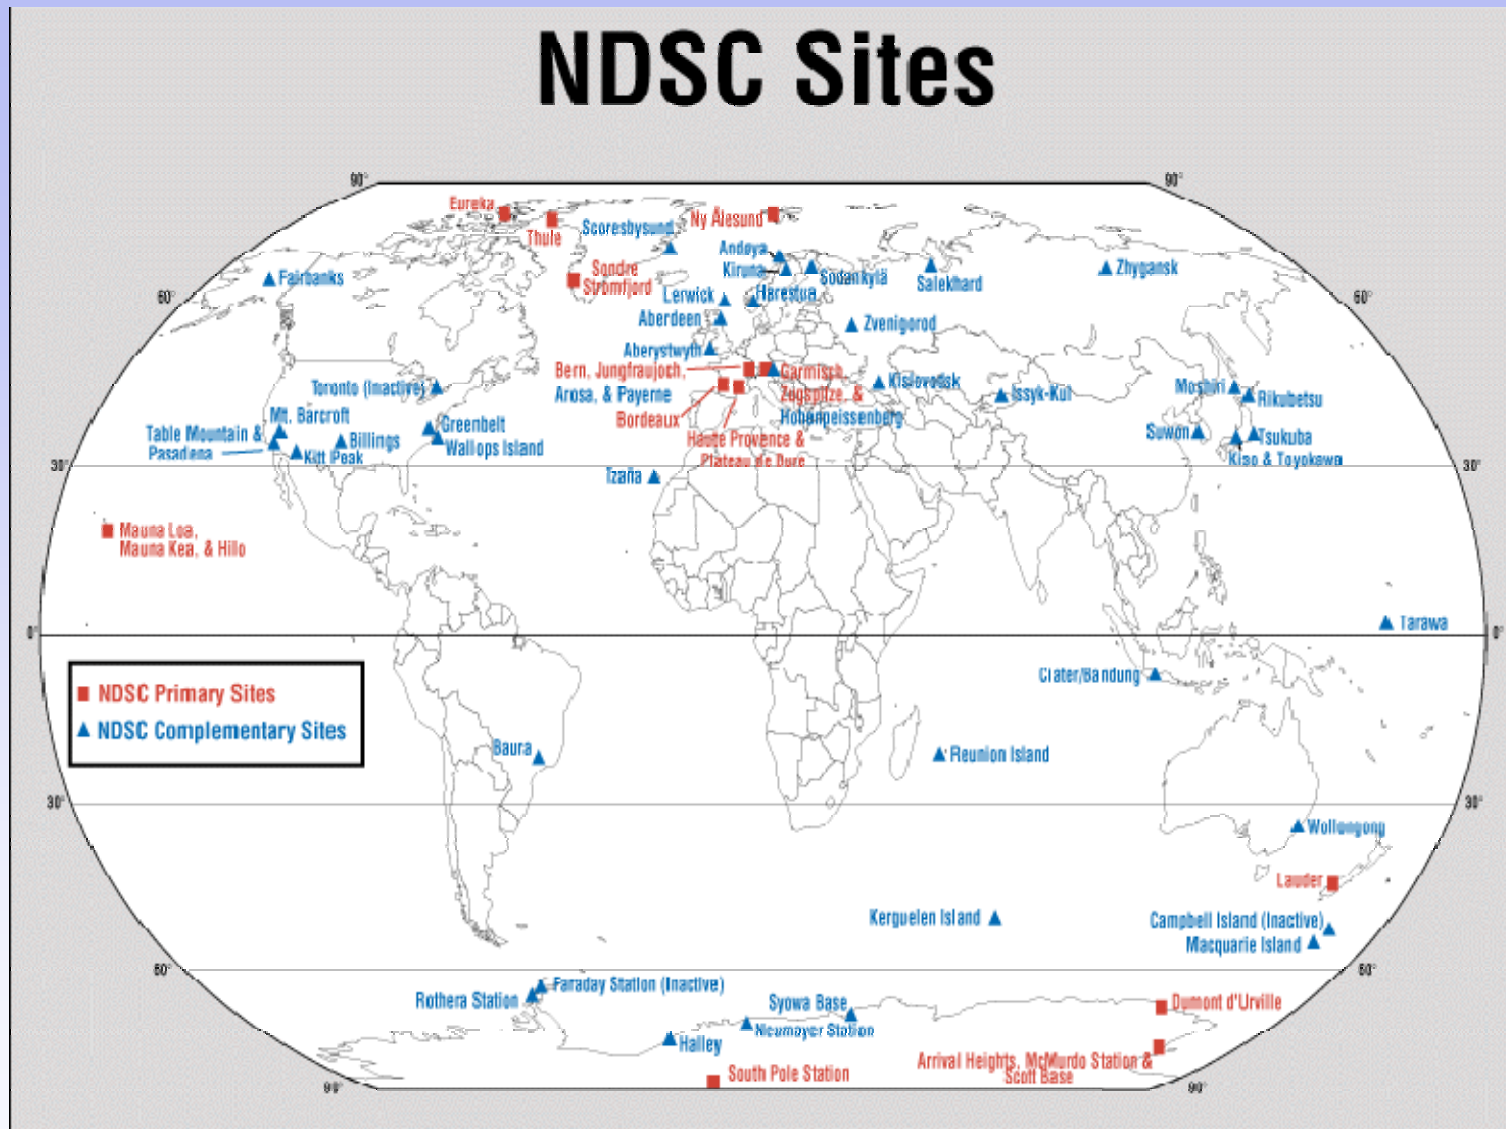 NDSC Sites
90°
90°
Eureka
Thule
Scoresbysund
Ny Alesund
Andøya
Kiruna
Sodankylä
Salekhard
Zhygansk
Fairbanks
Sondre
Stromfjord
60°
60°
Lerwick
Harestua
Aberdeen
Zvenigorod
Aberystwyth
Bern, Jungfraujoch,
Arosa, & Payerne
Garmisch,
Zugspitze, &
Hohenpeissenberg
Kislovodsk
Issyk-Kul
Moshiri
Rikubetsu
Toronto (Inactive)
Bordeaux
Mt. Barcroft
Greenbelt
Wallops Island
Table Mountain &
Pasadena
Billings
Kitt Peak
Haute Provence &
Plateau de Bure
Suwon
Tsukuba
Kiso & Toyokawa
30°
30°
Izaña
Mauna Loa,
Mauna Kea, & Hilo
Tarawa
0°
0°
Ciater/Bandung
NDSC Primary Sites
NDSC Complementary Sites
Baura
Reunion Island
30°
30°
Wollongong
Lauder
Kerguelen Island
Campbell Island (Inactive)
Macquarie Island
60°
60°
Faraday Station (Inactive)
Rothera Station
Syowa Base
Neumayer Station
Dumont d'Urville
Halley
Arrival Heights, McMurdo Station &
Scott Base
South Pole Station
90°
90°